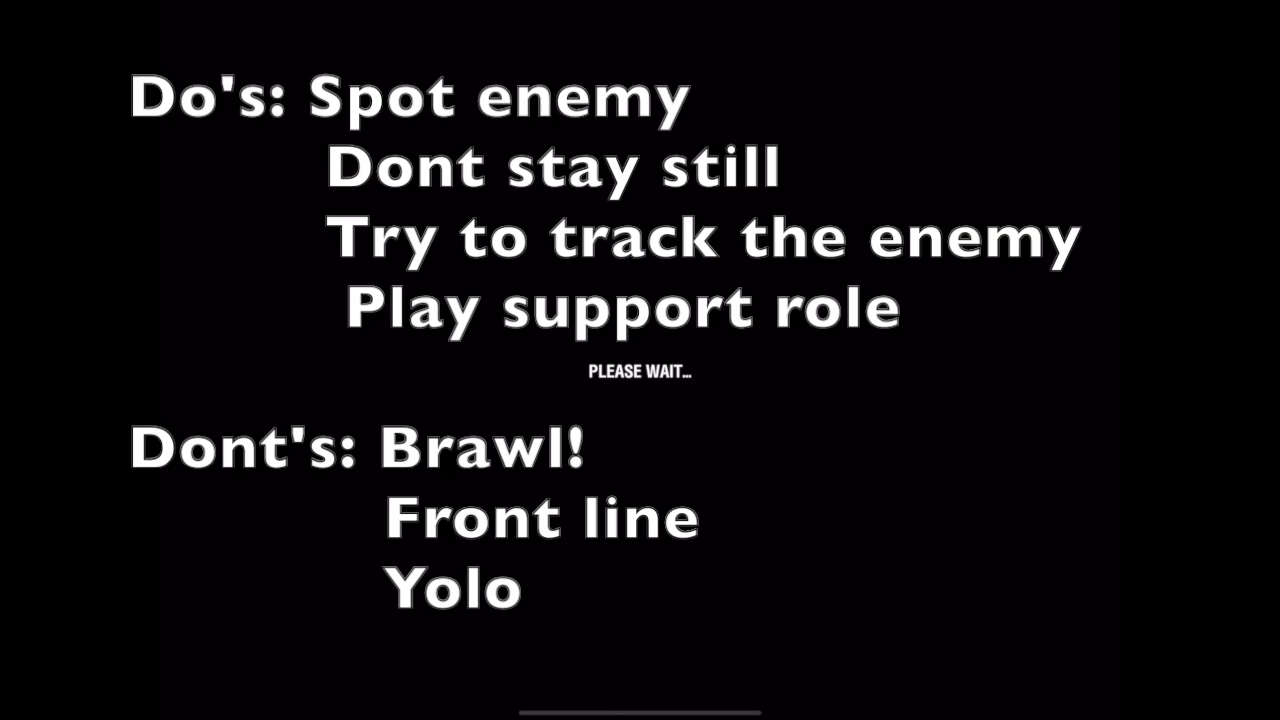 Do's: Spot enemy
Dont stay still
Try to track the enemy
Play support role
PLEASE WAIT...
Dont's: Brawl!
Front line
Yolo